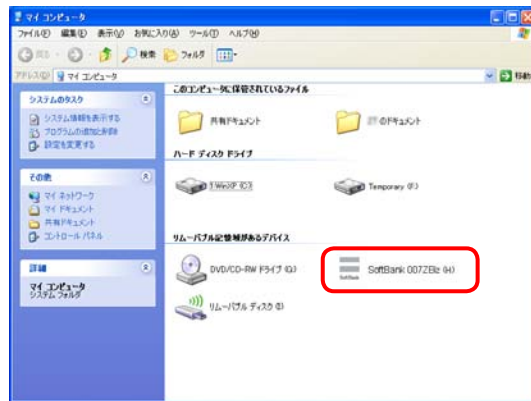 マイ コンピュータ
ファイル(F) 編集(E) 表示(V) お気に入り(A) ツール(T) ヘルプ(H)
戻る 検索 フォルダ
アドレス(D) マイ コンピュータ 移動
システムのタスク
システム情報を表示する
プログラムの追加と削除
設定を変更する
その他
マイ ネットワーク
マイ ドキュメント
共有ドキュメント
コントロール パネル
詳細
マイ コンピュータ
システム フォルダ
このコンピュータに保管されているファイル
共有ドキュメント
のドキュメント
ハード ディスク ドライブ
WinXP (C:)
Temporary (F:)
リムーバブル記憶域があるデバイス
DVD/CD-RW ドライブ (G:)
SoftBank 007ZBiz (H:)
SoftBank
リムーバブル ディスク (I:)